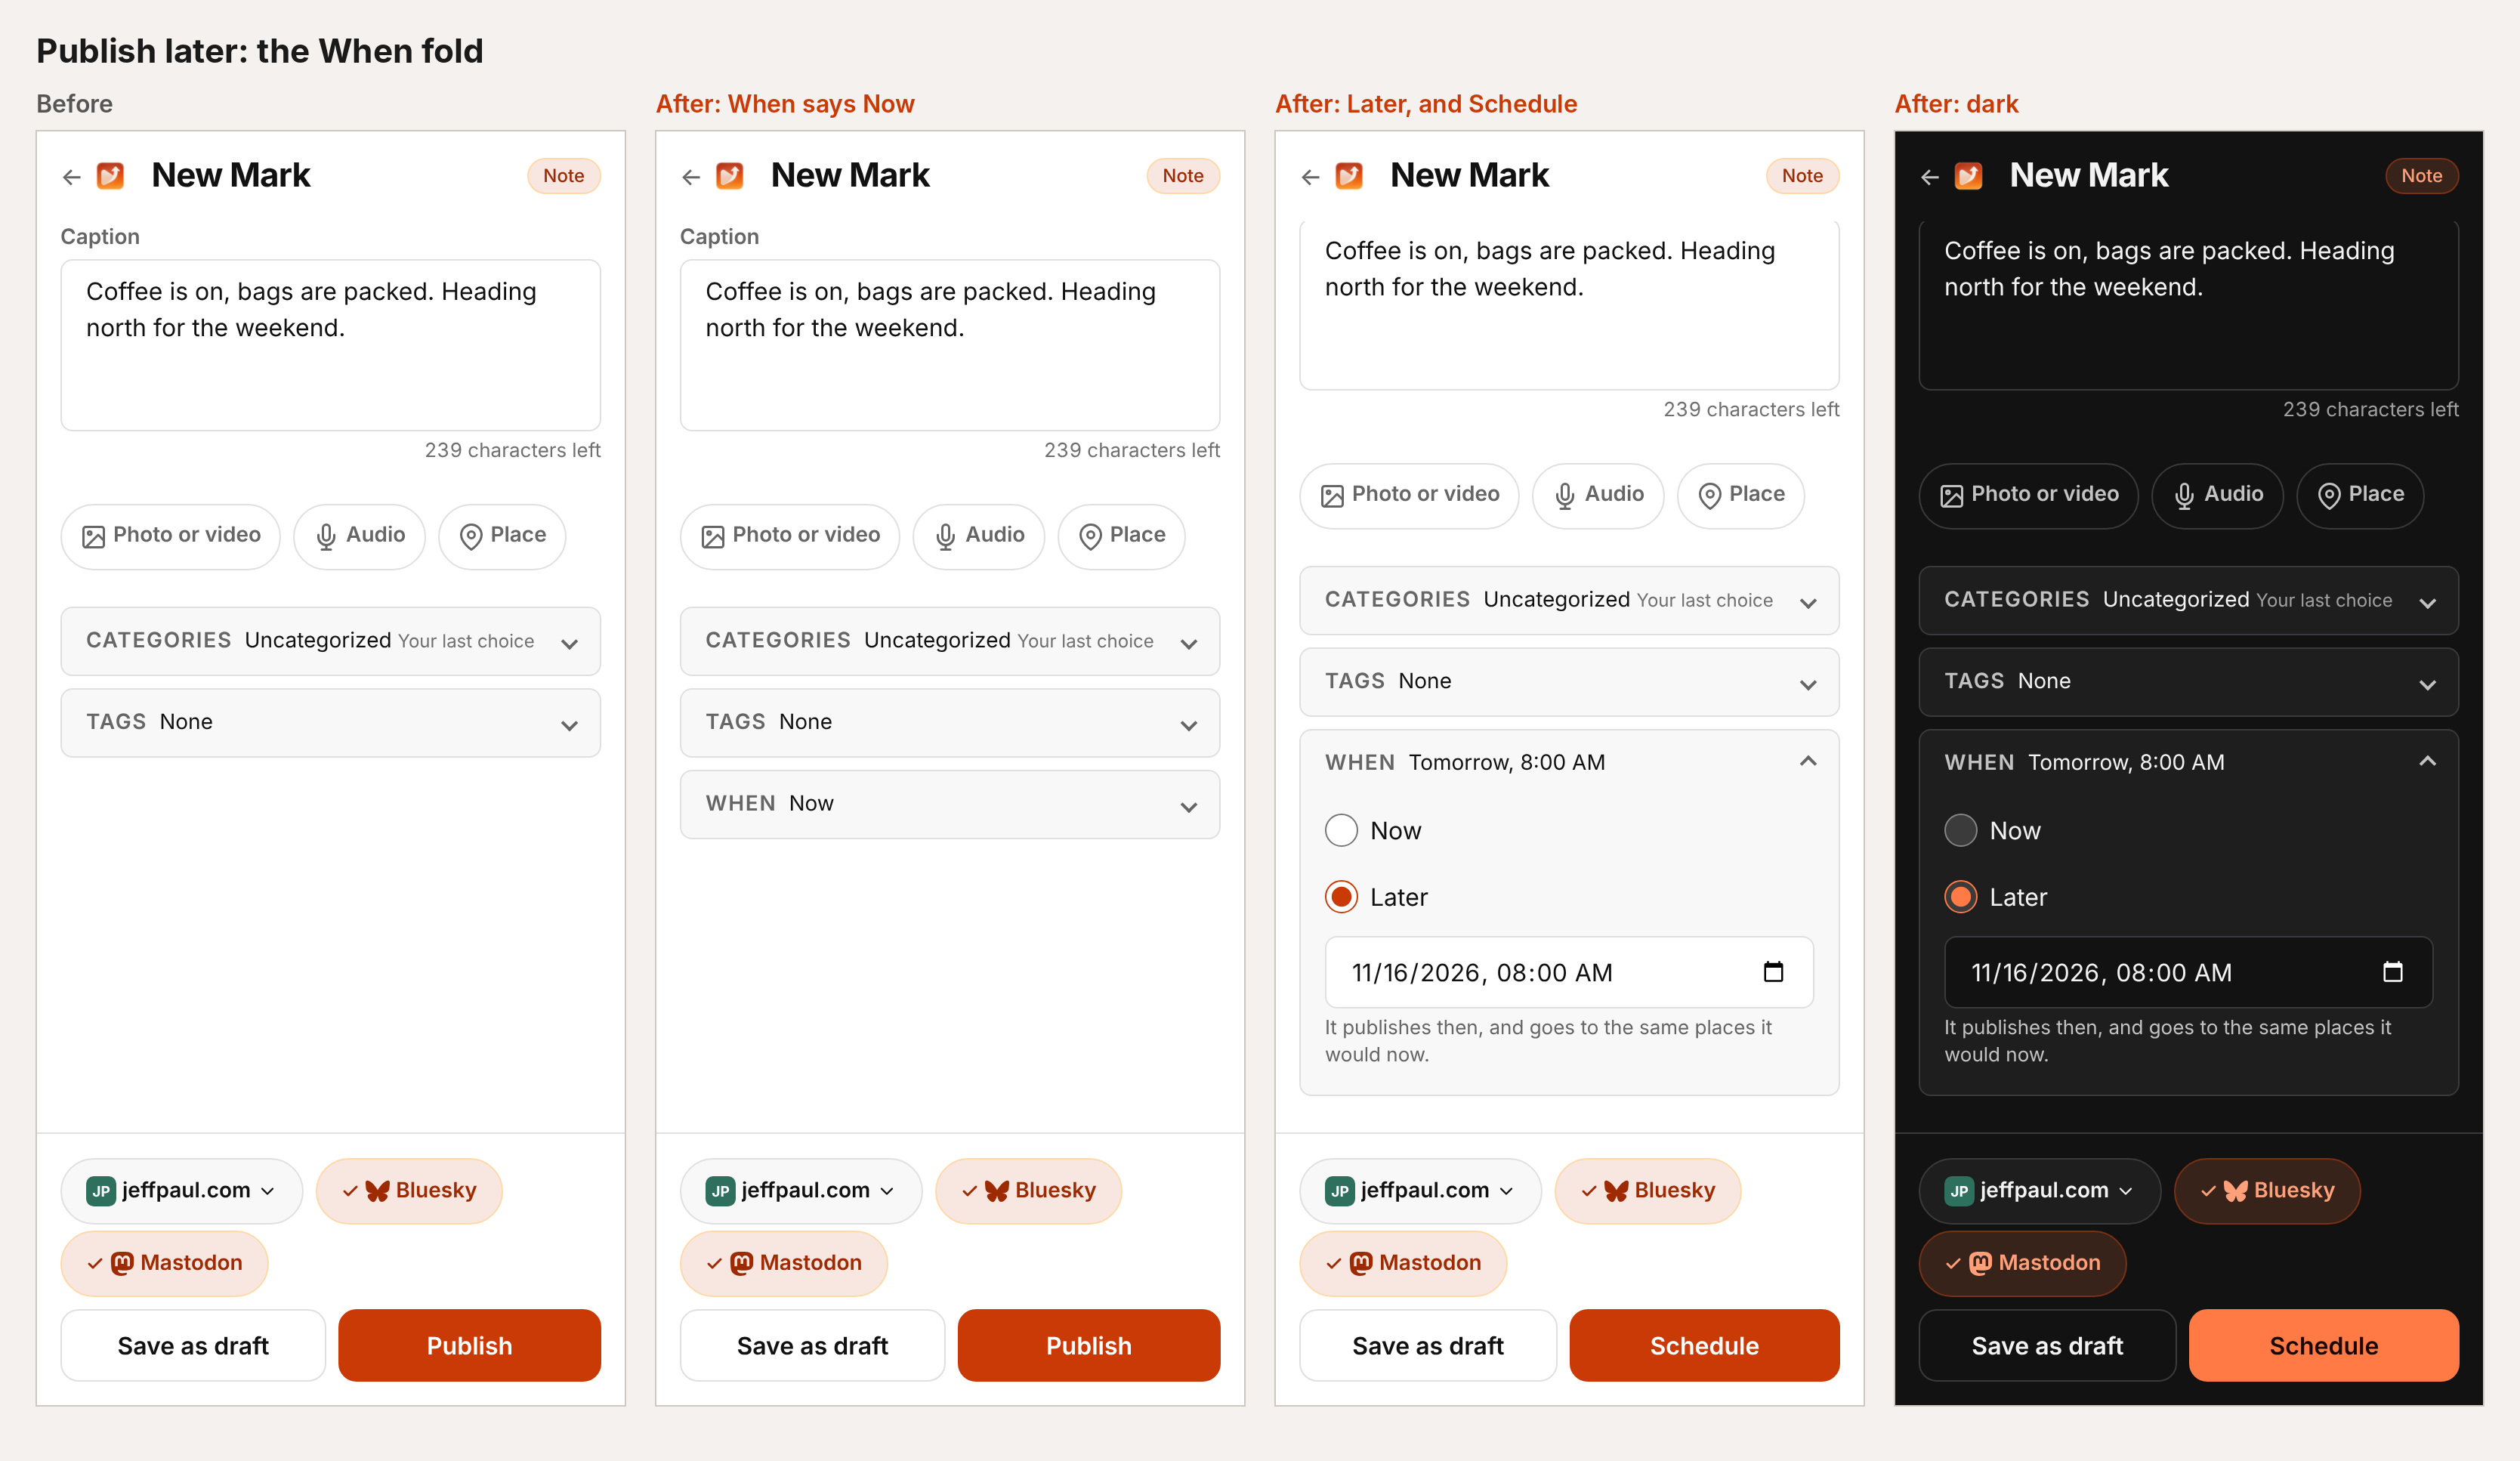 Publish later: the When fold
Before
New Mark
Note
Caption
Coffee is on, bags are packed. Heading
north for the weekend.
239 characters left
Photo or video
Audio
Place
CATEGORIES Uncategorized Your last choice
TAGS None
JP jeffpaul.com
Bluesky
Mastodon
Save as draft
Publish
After: When says Now
New Mark
Note
Caption
Coffee is on, bags are packed. Heading
north for the weekend.
239 characters left
Photo or video
Audio
Place
CATEGORIES Uncategorized Your last choice
TAGS None
WHEN Now
JP jeffpaul.com
Bluesky
Mastodon
Save as draft
Publish
After: Later, and Schedule
New Mark
Note
Coffee is on, bags are packed. Heading
north for the weekend.
239 characters left
Photo or video
Audio
Place
CATEGORIES Uncategorized Your last choice
TAGS None
WHEN Tomorrow, 8:00 AM
Now
Later
11/16/2026, 08:00 AM
It publishes then, and goes to the same places it
would now.
JP jeffpaul.com
Bluesky
Mastodon
Save as draft
Schedule
After: dark
New Mark
Note
Coffee is on, bags are packed. Heading
north for the weekend.
239 characters left
Photo or video
Audio
Place
CATEGORIES Uncategorized Your last choice
TAGS None
WHEN Tomorrow, 8:00 AM
Now
Later
11/16/2026, 08:00 AM
It publishes then, and goes to the same places it
would now.
JP jeffpaul.com
Bluesky
Mastodon
Save as draft
Schedule